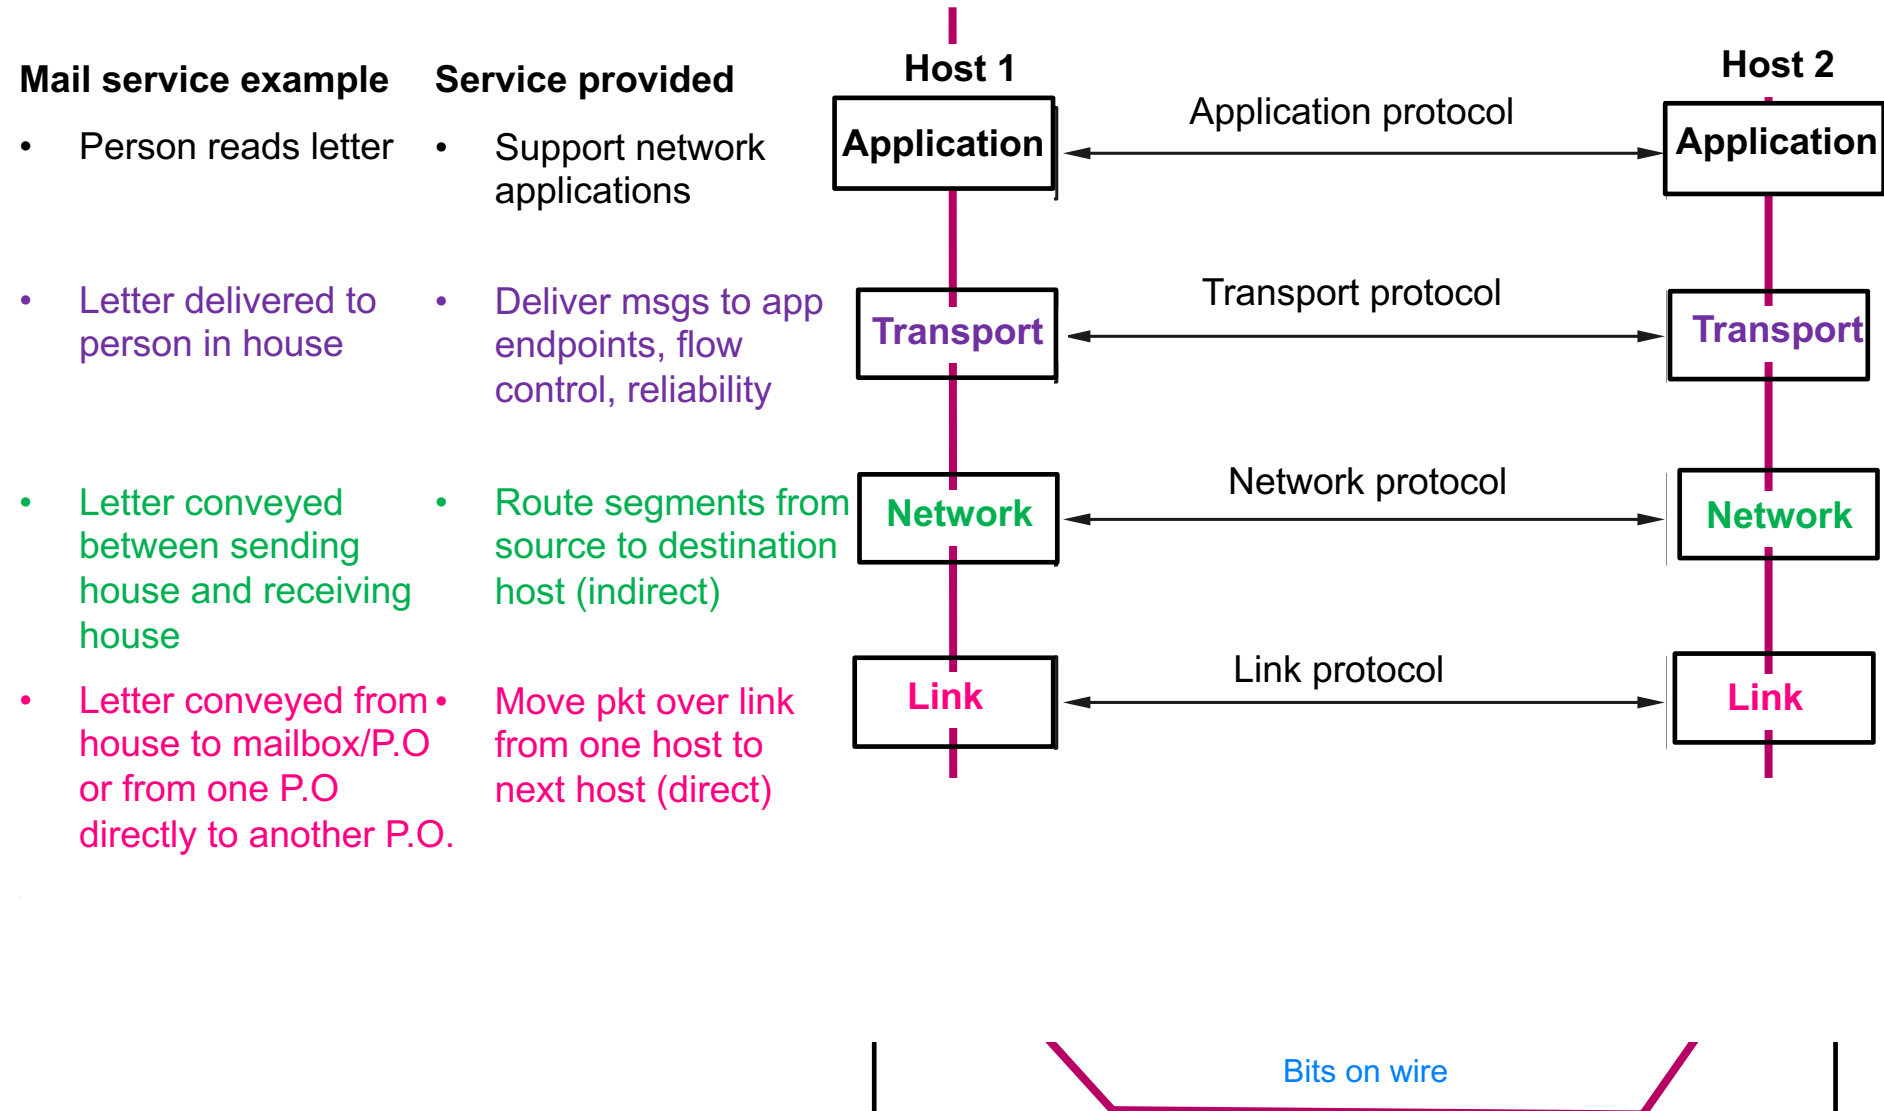 Mail service example
Service provided
Host 1
Host 2
• Person reads letter
• Support network
applications
Application
Application protocol
Application
• Letter delivered to
person in house
• Deliver msgs to app
endpoints, flow
control, reliability
Transport
Transport protocol
Transport
• Letter conveyed
between sending
house and receiving
house
• Route segments from
source to destination
host (indirect)
Network
Network protocol
Network
• Letter conveyed from
house to mailbox/P.O
or from one P.O
directly to another P.O.
• Move pkt over link
from one host to
next host (direct)
Link
Link protocol
Link
Bits on wire